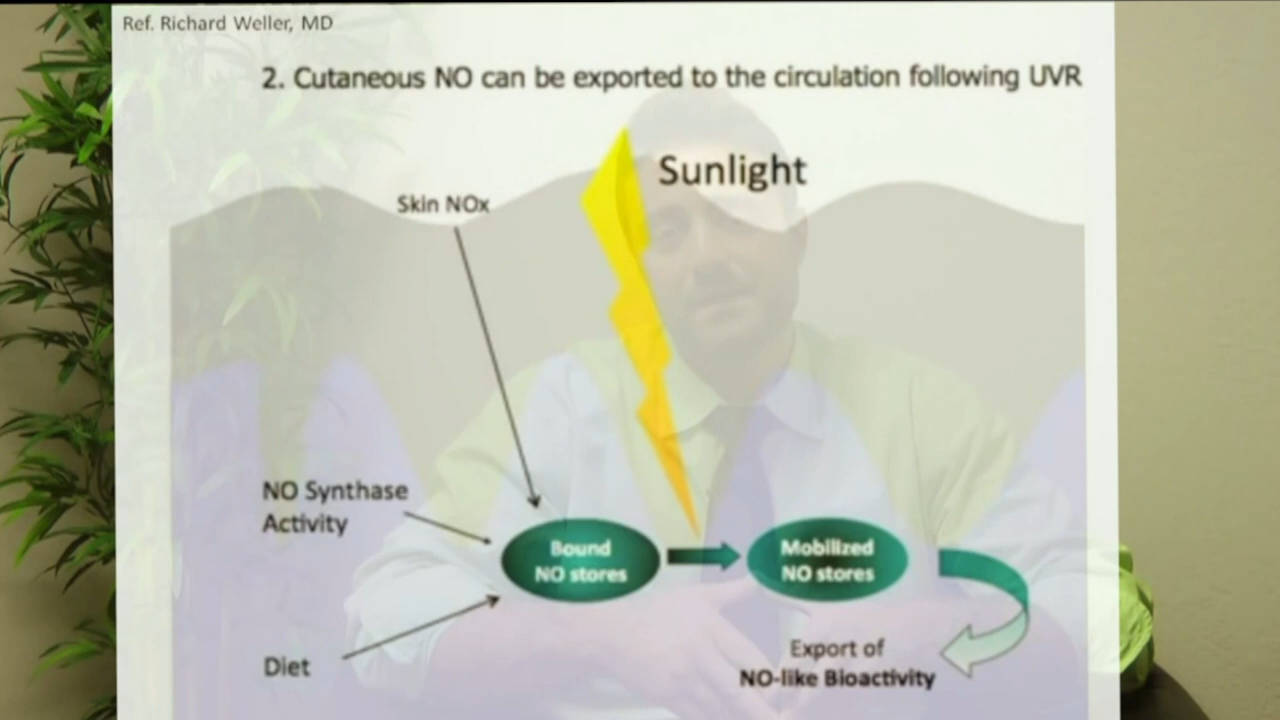 Ref. Richard Weller, MD
2. Cutaneous NO can be exported to the circulation following UVR
Sunlight
Skin NOx
NO Synthase
Activity
Bound
NO stores
Mobilized
NO stores
Diet
Export of
NO-like Bioactivity